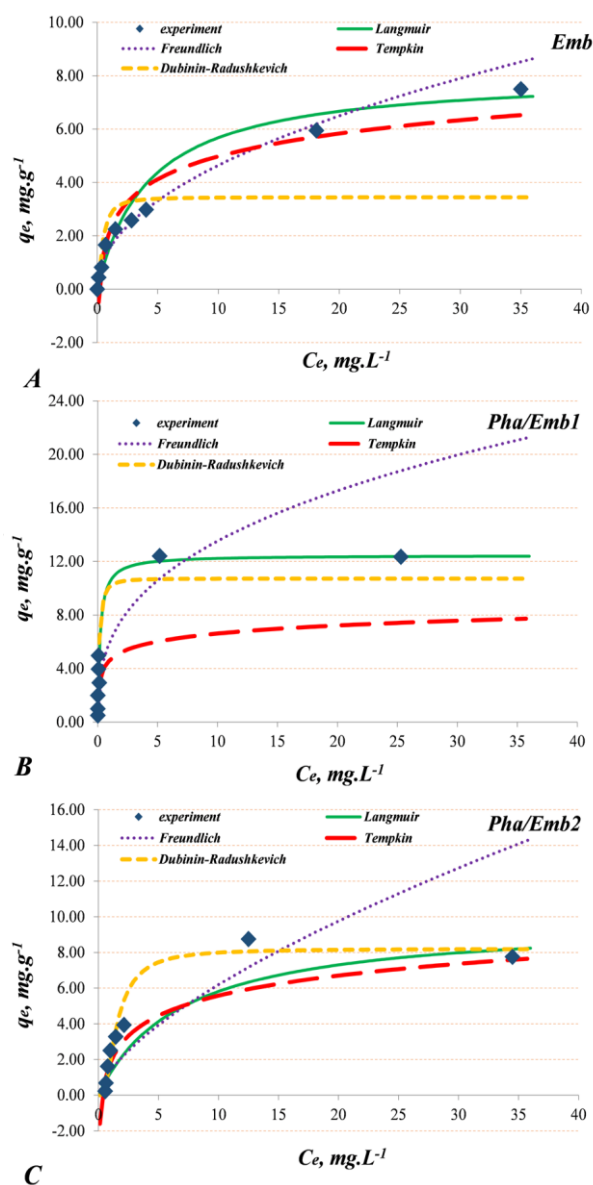 experiment Langmuir Emb
Freundlich Tempkin
Dubinin-Radushkevich
10.00
8.00
6.00
4.00
2.00
0.00
-2.00
qe, mg.g-1
0 5 10 15 20 25 30 35 40
Ce, mg.L-1
A
experiment Langmuir Pha/Emb1
Freundlich Tempkin
Dubinin-Radushkevich
24.00
20.00
16.00
12.00
8.00
4.00
0.00
qe, mg.g-1
0 5 10 15 20 25 30 35 40
Ce, mg.L-1
B
experiment Langmuir Pha/Emb2
Freundlich Tempkin
Dubinin-Radushkevich
16.00
14.00
12.00
10.00
8.00
6.00
4.00
2.00
0.00
-2.00
qe, mg.g-1
0 5 10 15 20 25 30 35 40
Ce, mg.L-1
C